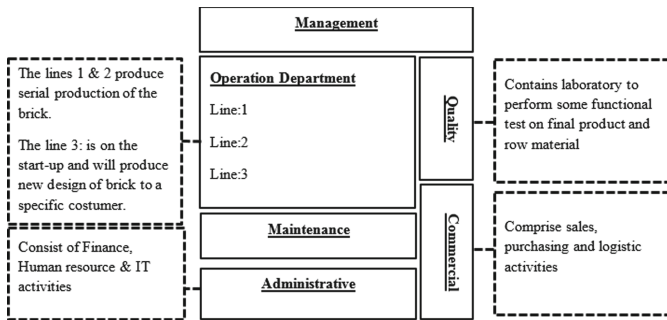 Management
The lines 1 & 2 produce
serial production of the
brick.
The line 3: is on the
start-up and will produce
new design of brick to a
specific costumer.
Operation Department
Line:1
Line:2
Line:3
Quality
Contains laboratory to
perform some functional
test on final product and
row material
Maintenance
Commercial
Comprise sales,
purchasing and logistic
activities
Consist of Finance,
Human resource & IT
activities
Administrative